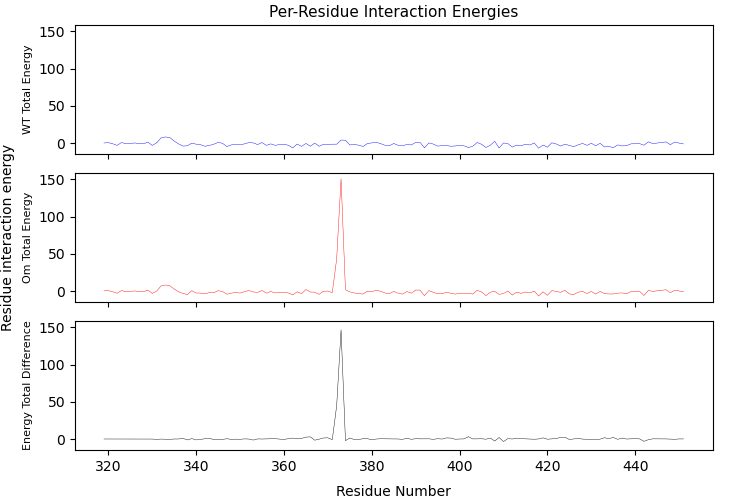 Per-Residue Interaction Energies
Residue interaction energy
WT Total Energy
150
100
50
0
Om Total Energy
150
100
50
0
Energy Total Difference
150
100
50
0
320 340 360 380 400 420 440
Residue Number